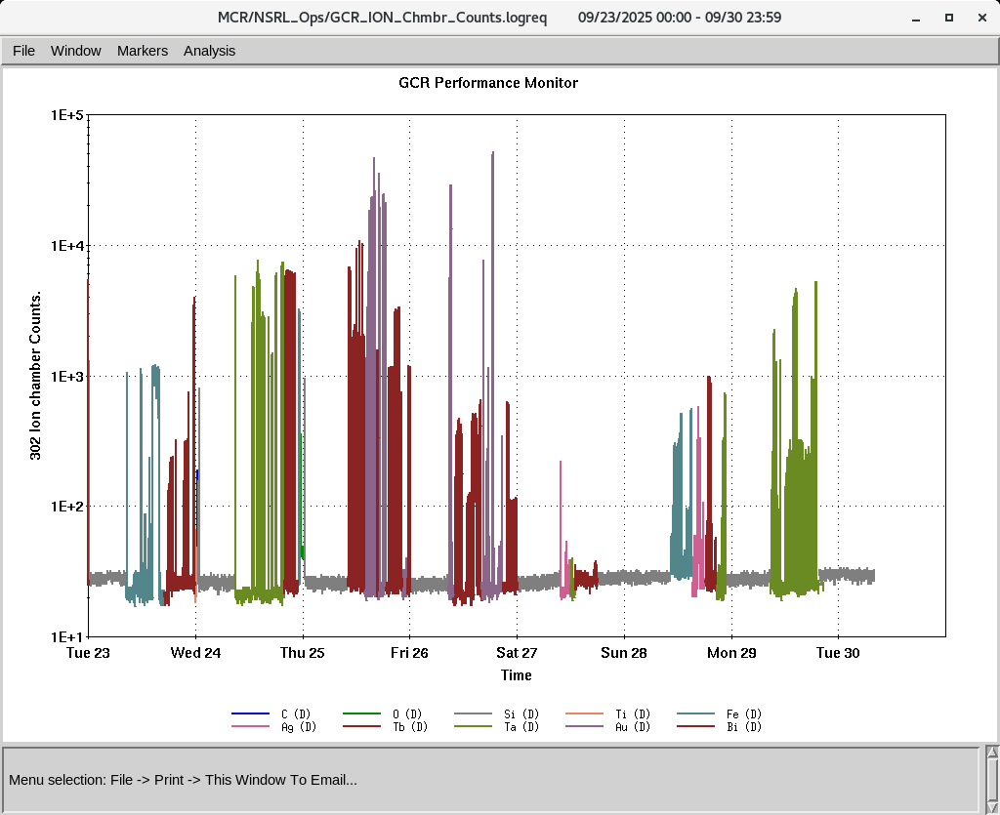 MCR/NSRL_Ops/GCR_ION_Chmbr_Counts.logreq 09/23/2025 00:00 - 09/30 23:59
File Window Markers Analysis
GCR Performance Monitor
1E+5
1E+4
1E+3
1E+2
1E+1
302 Ion chamber Counts.
Tue 23 Wed 24 Thu 25 Fri 26 Sat 27 Sun 28 Mon 29 Tue 30
Time
C (D) O (D) Si (D) Ti (D) Fe (D)
Ag (D) Tb (D) Ta (D) Au (D) Bi (D)
Menu selection: File -> Print -> This Window To Email...